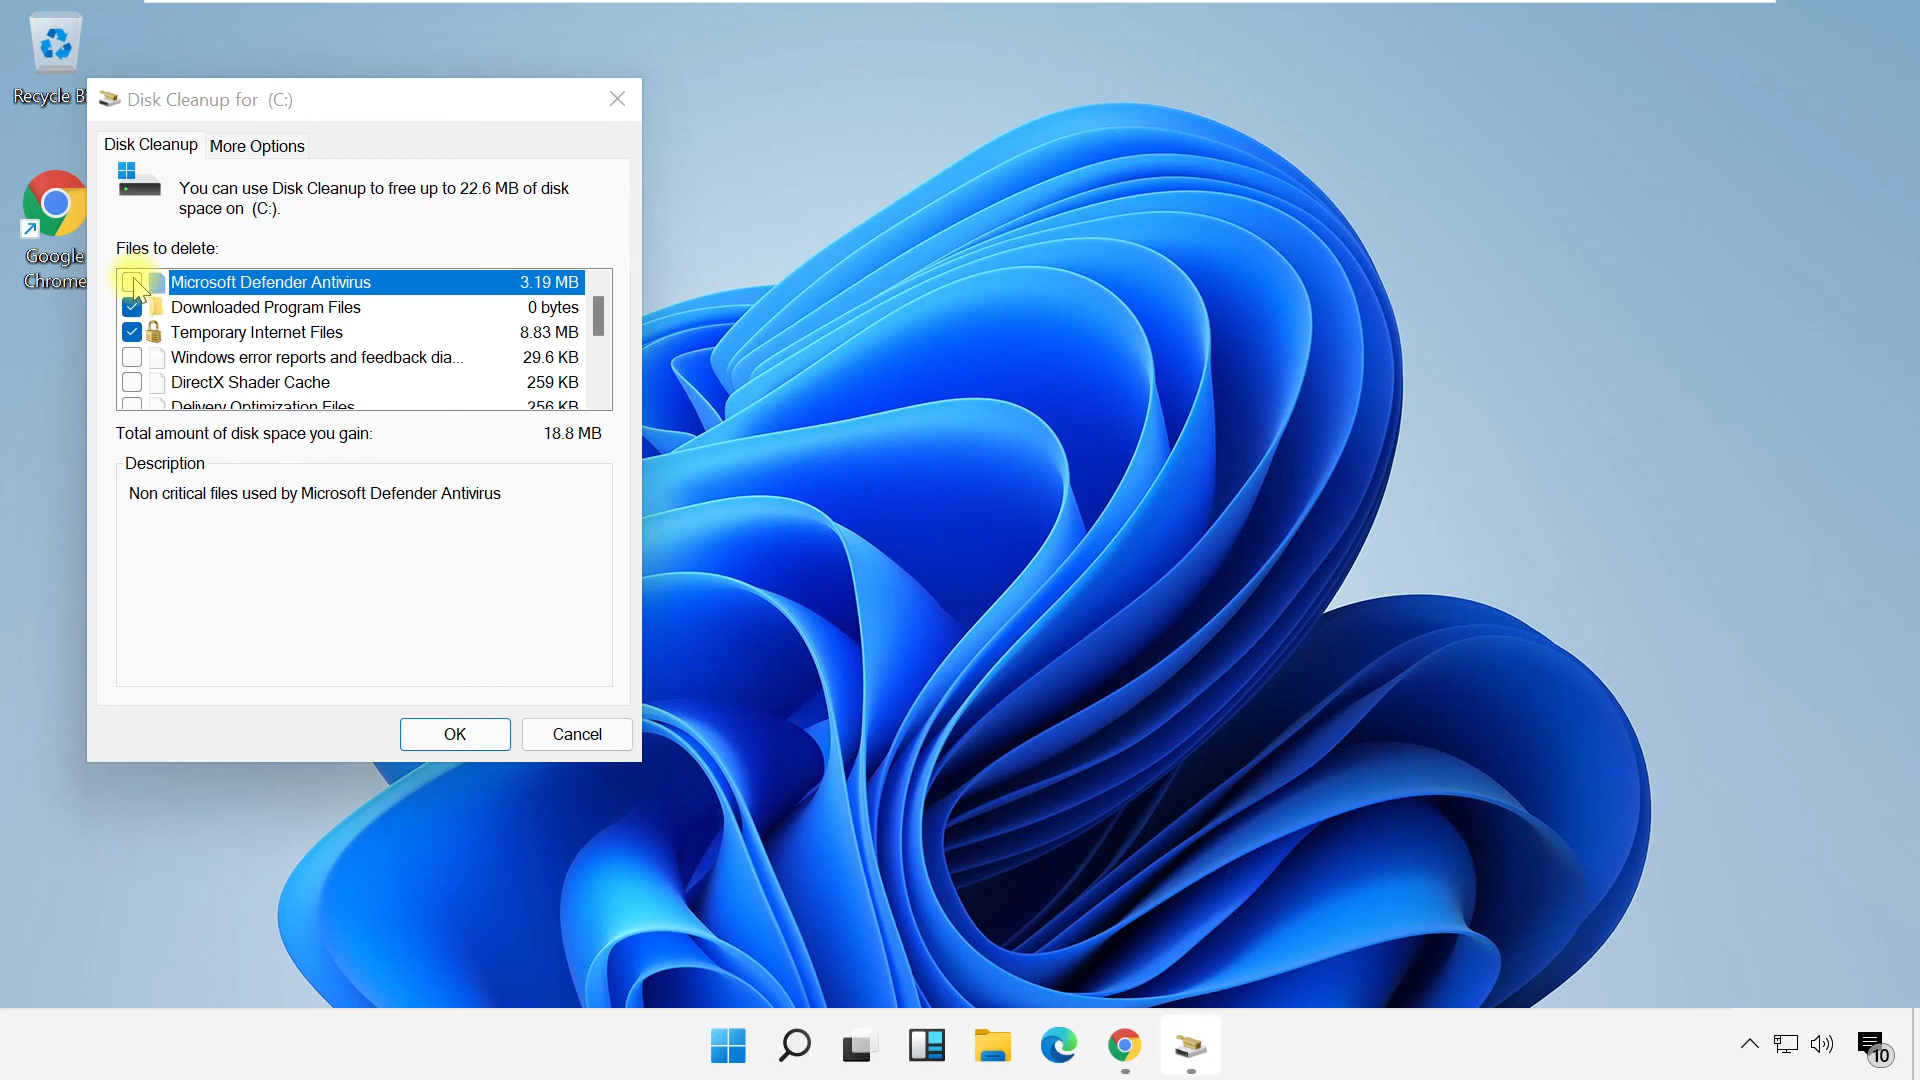 Recycle B
Google
Chrome
Disk Cleanup for  (C:)
Disk Cleanup
More Options
You can use Disk Cleanup to free up to 22.6 MB of disk
space on  (C:).
Files to delete:
Microsoft Defender Antivirus 3.19 MB
Downloaded Program Files 0 bytes
Temporary Internet Files 8.83 MB
Windows error reports and feedback dia... 29.6 KB
DirectX Shader Cache 259 KB
Delivery Optimization Files 256 KB
Total amount of disk space you gain: 18.8 MB
Description
Non critical files used by Microsoft Defender Antivirus
OK
Cancel
10